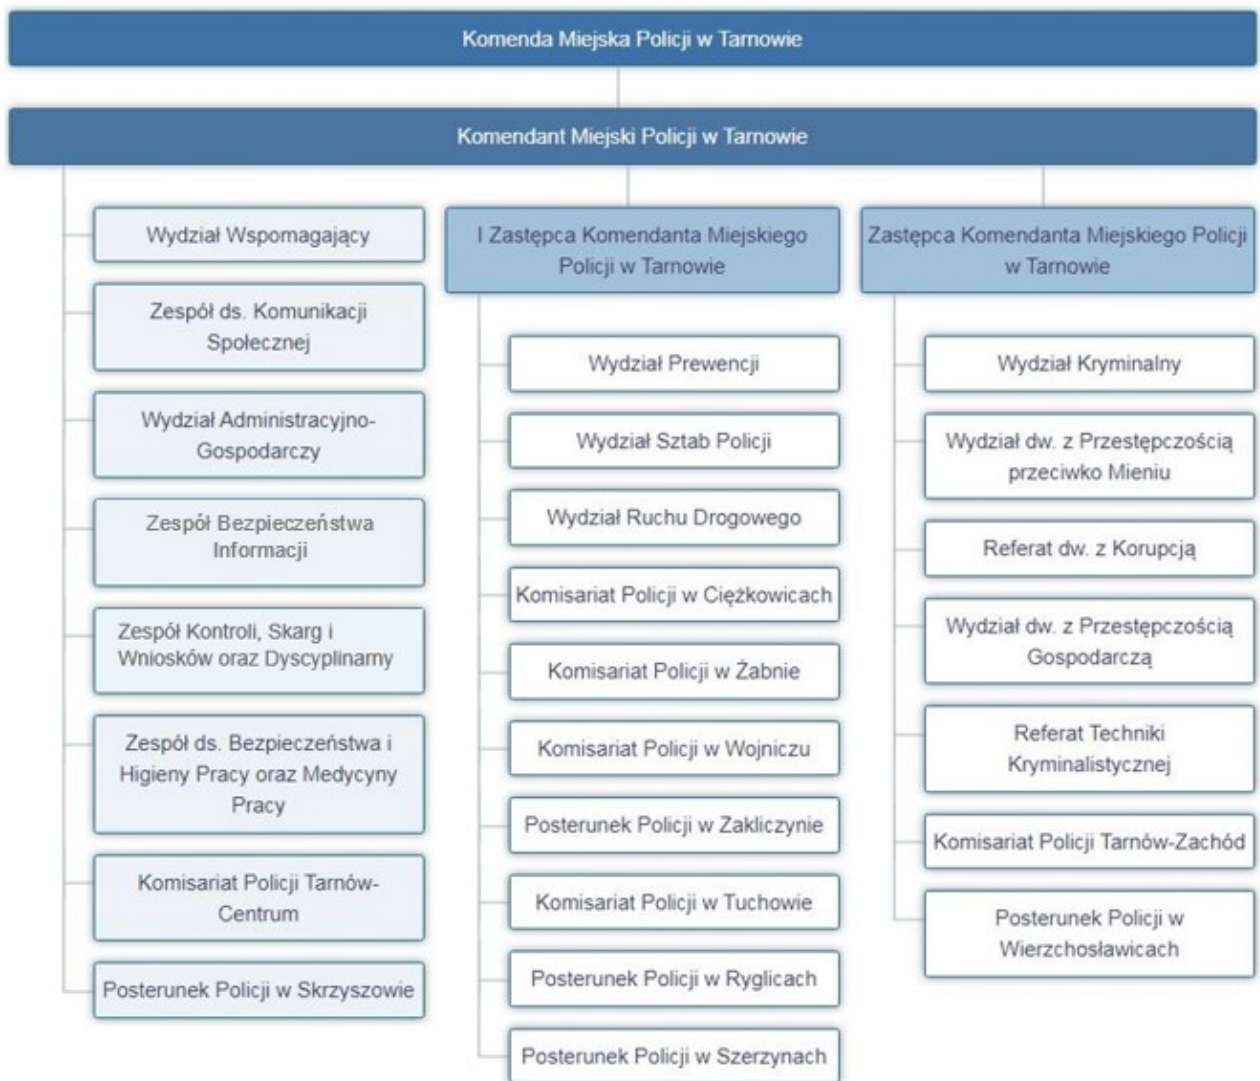 Komenda Miejska Policji w Tarnowie
Komendant Miejski Policji w Tarnowie
Wydział Wspomagający
Zespół ds. Komunikacji
Społecznej
Wydział Administracyjno-
Gospodarczy
Zespół Bezpieczeństwa
Informacji
Zespół Kontroli, Skarg i
Wniosków oraz Dyscyplinarny
Zespół ds. Bezpieczeństwa i
Higieny Pracy oraz Medycyny
Pracy
Komisariat Policji Tarnów-
Centrum
Posterunek Policji w Skrzyszowie
I Zastępca Komendanta Miejskiego
Policji w Tarnowie
Wydział Prewencji
Wydział Sztab Policji
Wydział Ruchu Drogowego
Komisariat Policji w Ciężkowicach
Komisariat Policji w Żabnie
Komisariat Policji w Wojniczu
Posterunek Policji w Zakliczynie
Komisariat Policji w Tuchowie
Posterunek Policji w Ryglicach
Posterunek Policji w Szerzynach
Zastępca Komendanta Miejskiego Policji
w Tarnowie
Wydział Kryminalny
Wydział dw. z Przestępczością
przeciwko Mieniu
Referat dw. z Korupcją
Wydział dw. z Przestępczością
Gospodarczą
Referat Techniki
Kryminalistycznej
Komisariat Policji Tarnów-Zachód
Posterunek Policji w
Wierzchosławicach